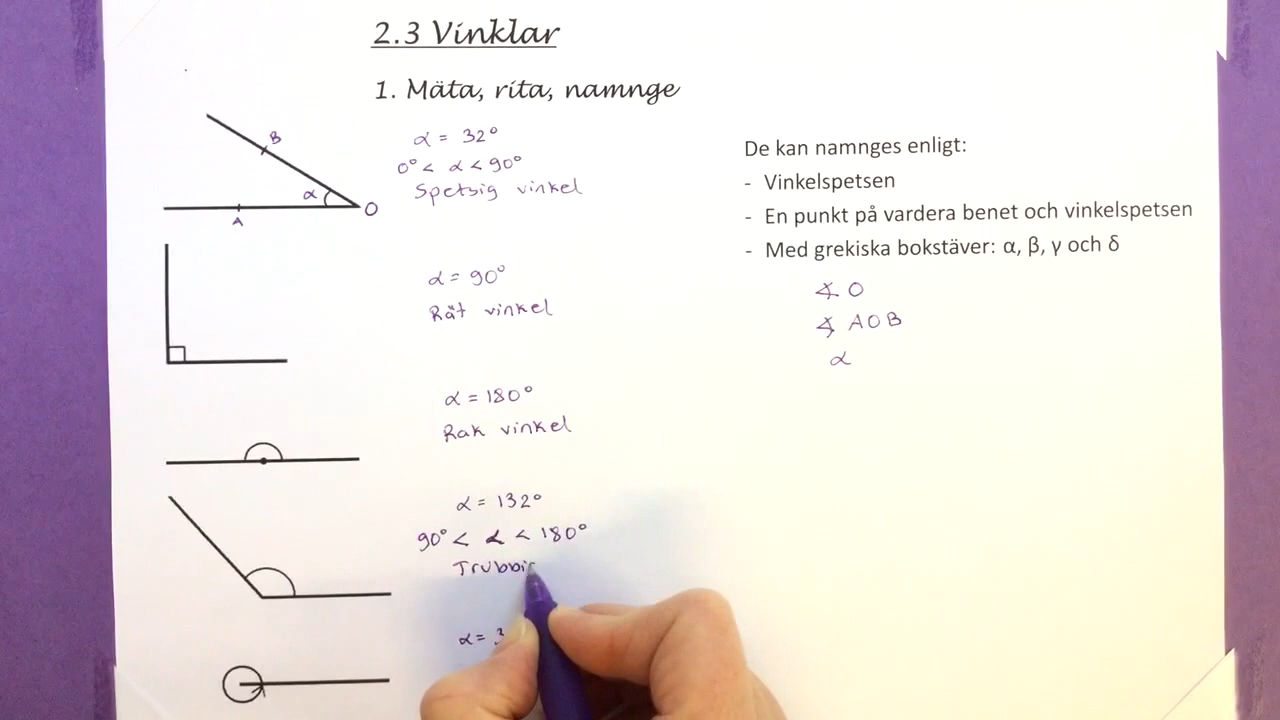 2.3 Vinklar
1. Mäta, rita, namnge
B
α
O
A
α = 32°
0° < α < 90°
Spetsig vinkel
α = 90°
Rät vinkel
α = 180°
Rak vinkel
α = 132°
90° < α < 180°
α = 3
De kan namnges enligt:
- Vinkelspetsen
- En punkt på vardera benet och vinkelspetsen
- Med grekiska bokstäver: α, β, γ och δ
∢ O
∢ AOB
α